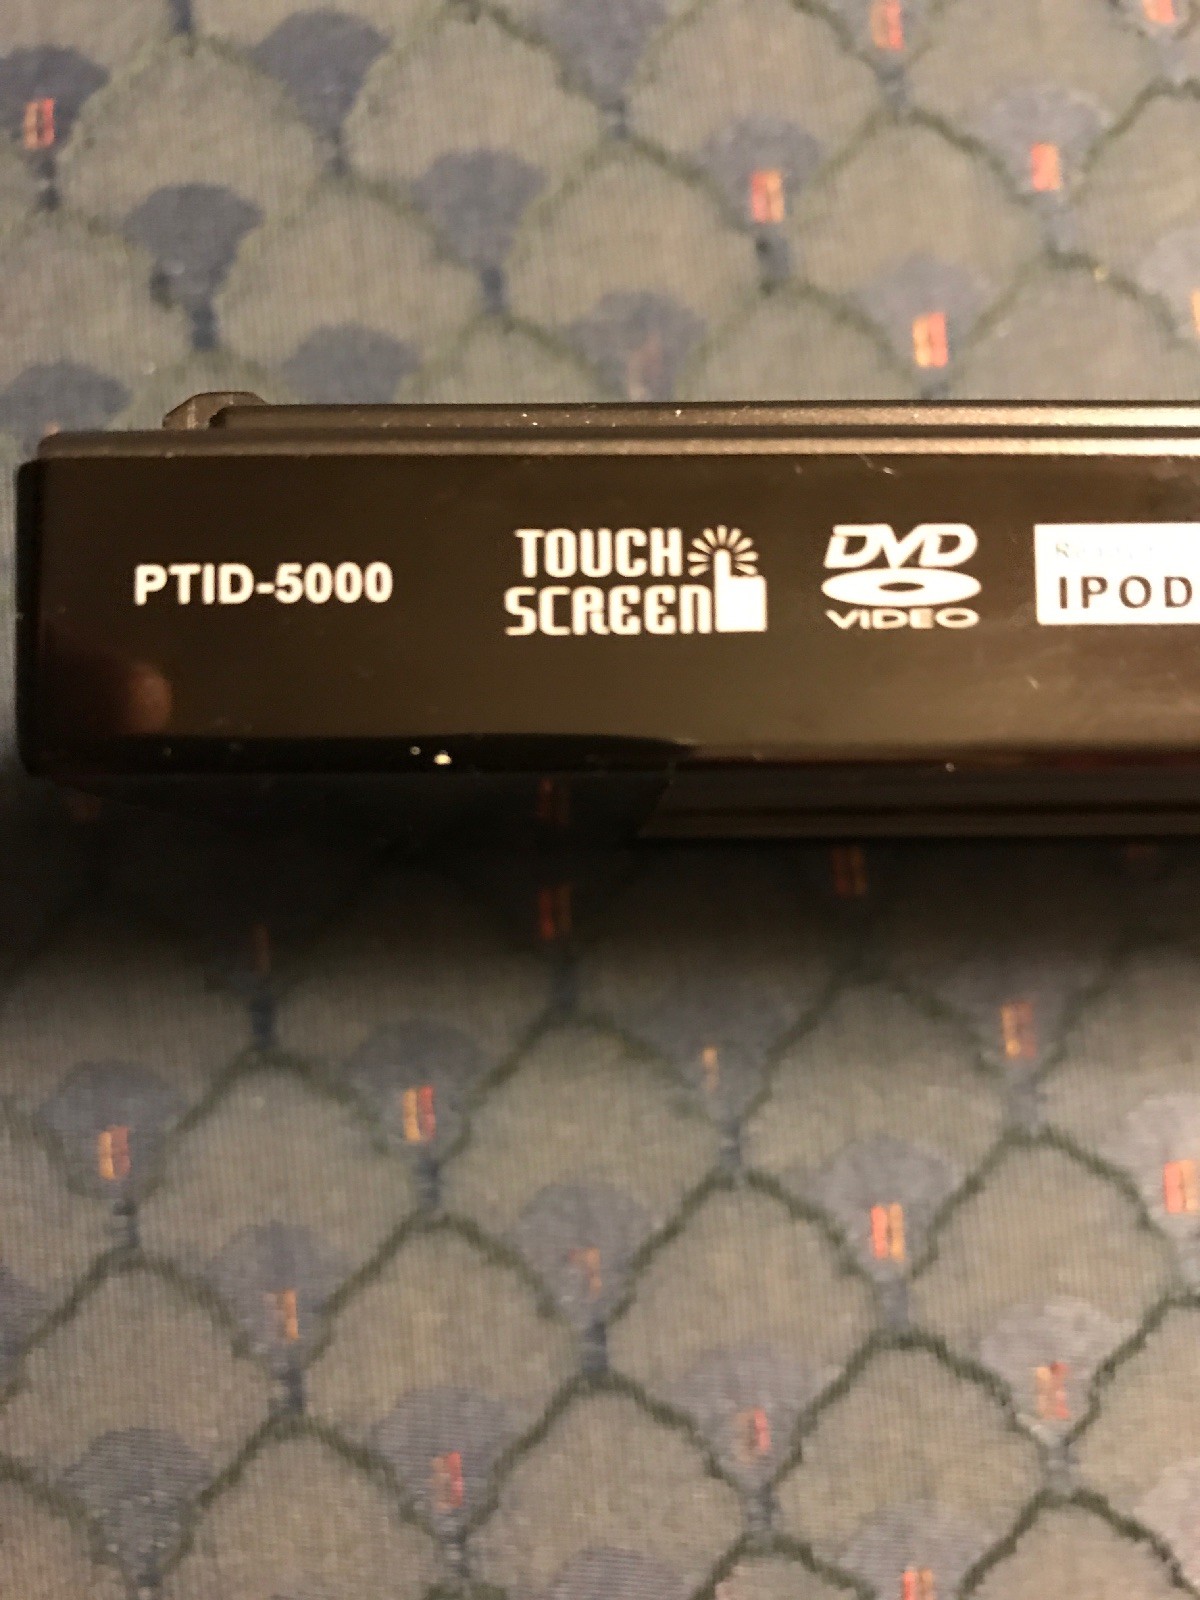 PTID-5000
TOUCH
SCREEN
DVD
VIDEO
IPOD